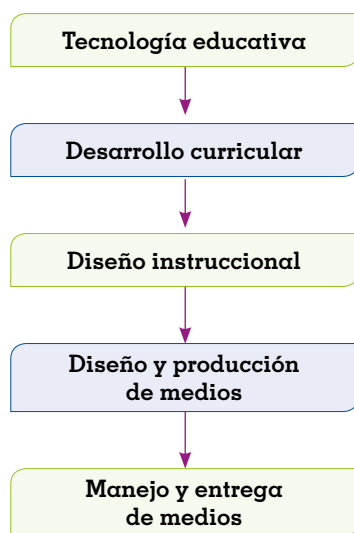 Tecnología educativa
Desarrollo curricular
Diseño instruccional
Diseño y producción
de medios
Manejo y entrega
de medios